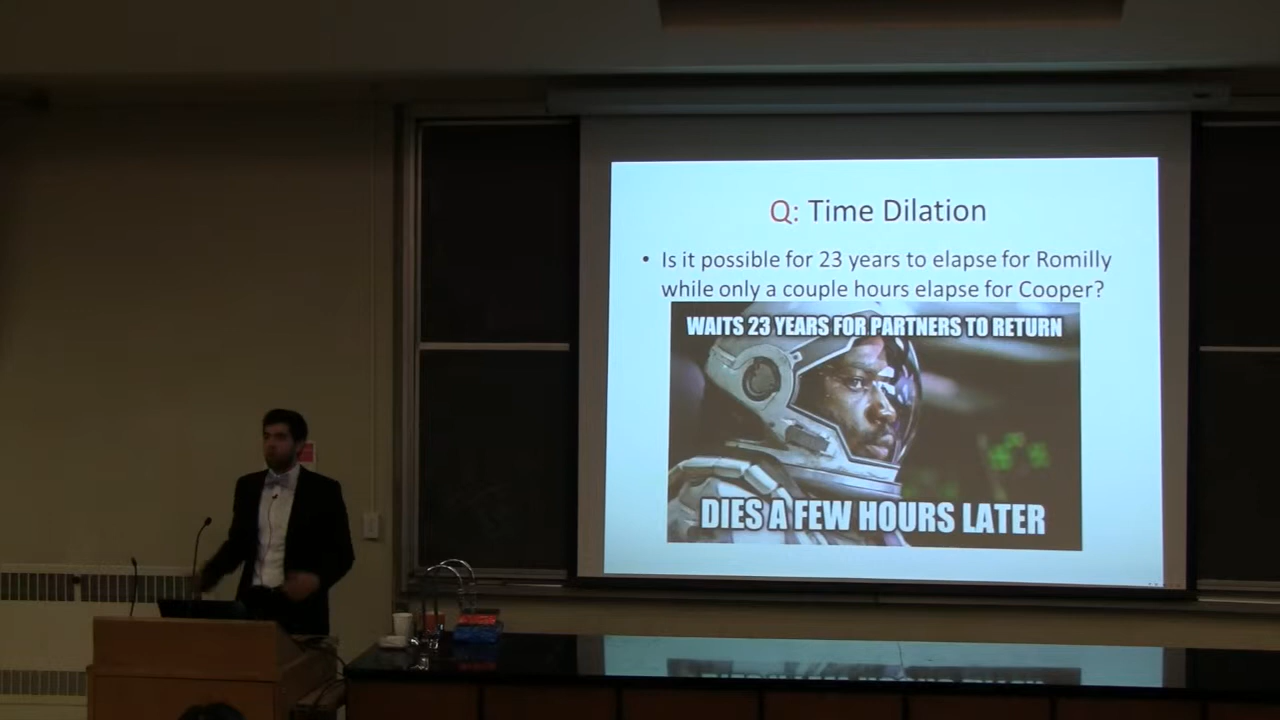 Q: Time Dilation
• Is it possible for 23 years to elapse for Romilly
while only a couple hours elapse for Cooper?
WAITS 23 YEARS FOR PARTNERS TO RETURN
DIES A FEW HOURS LATER